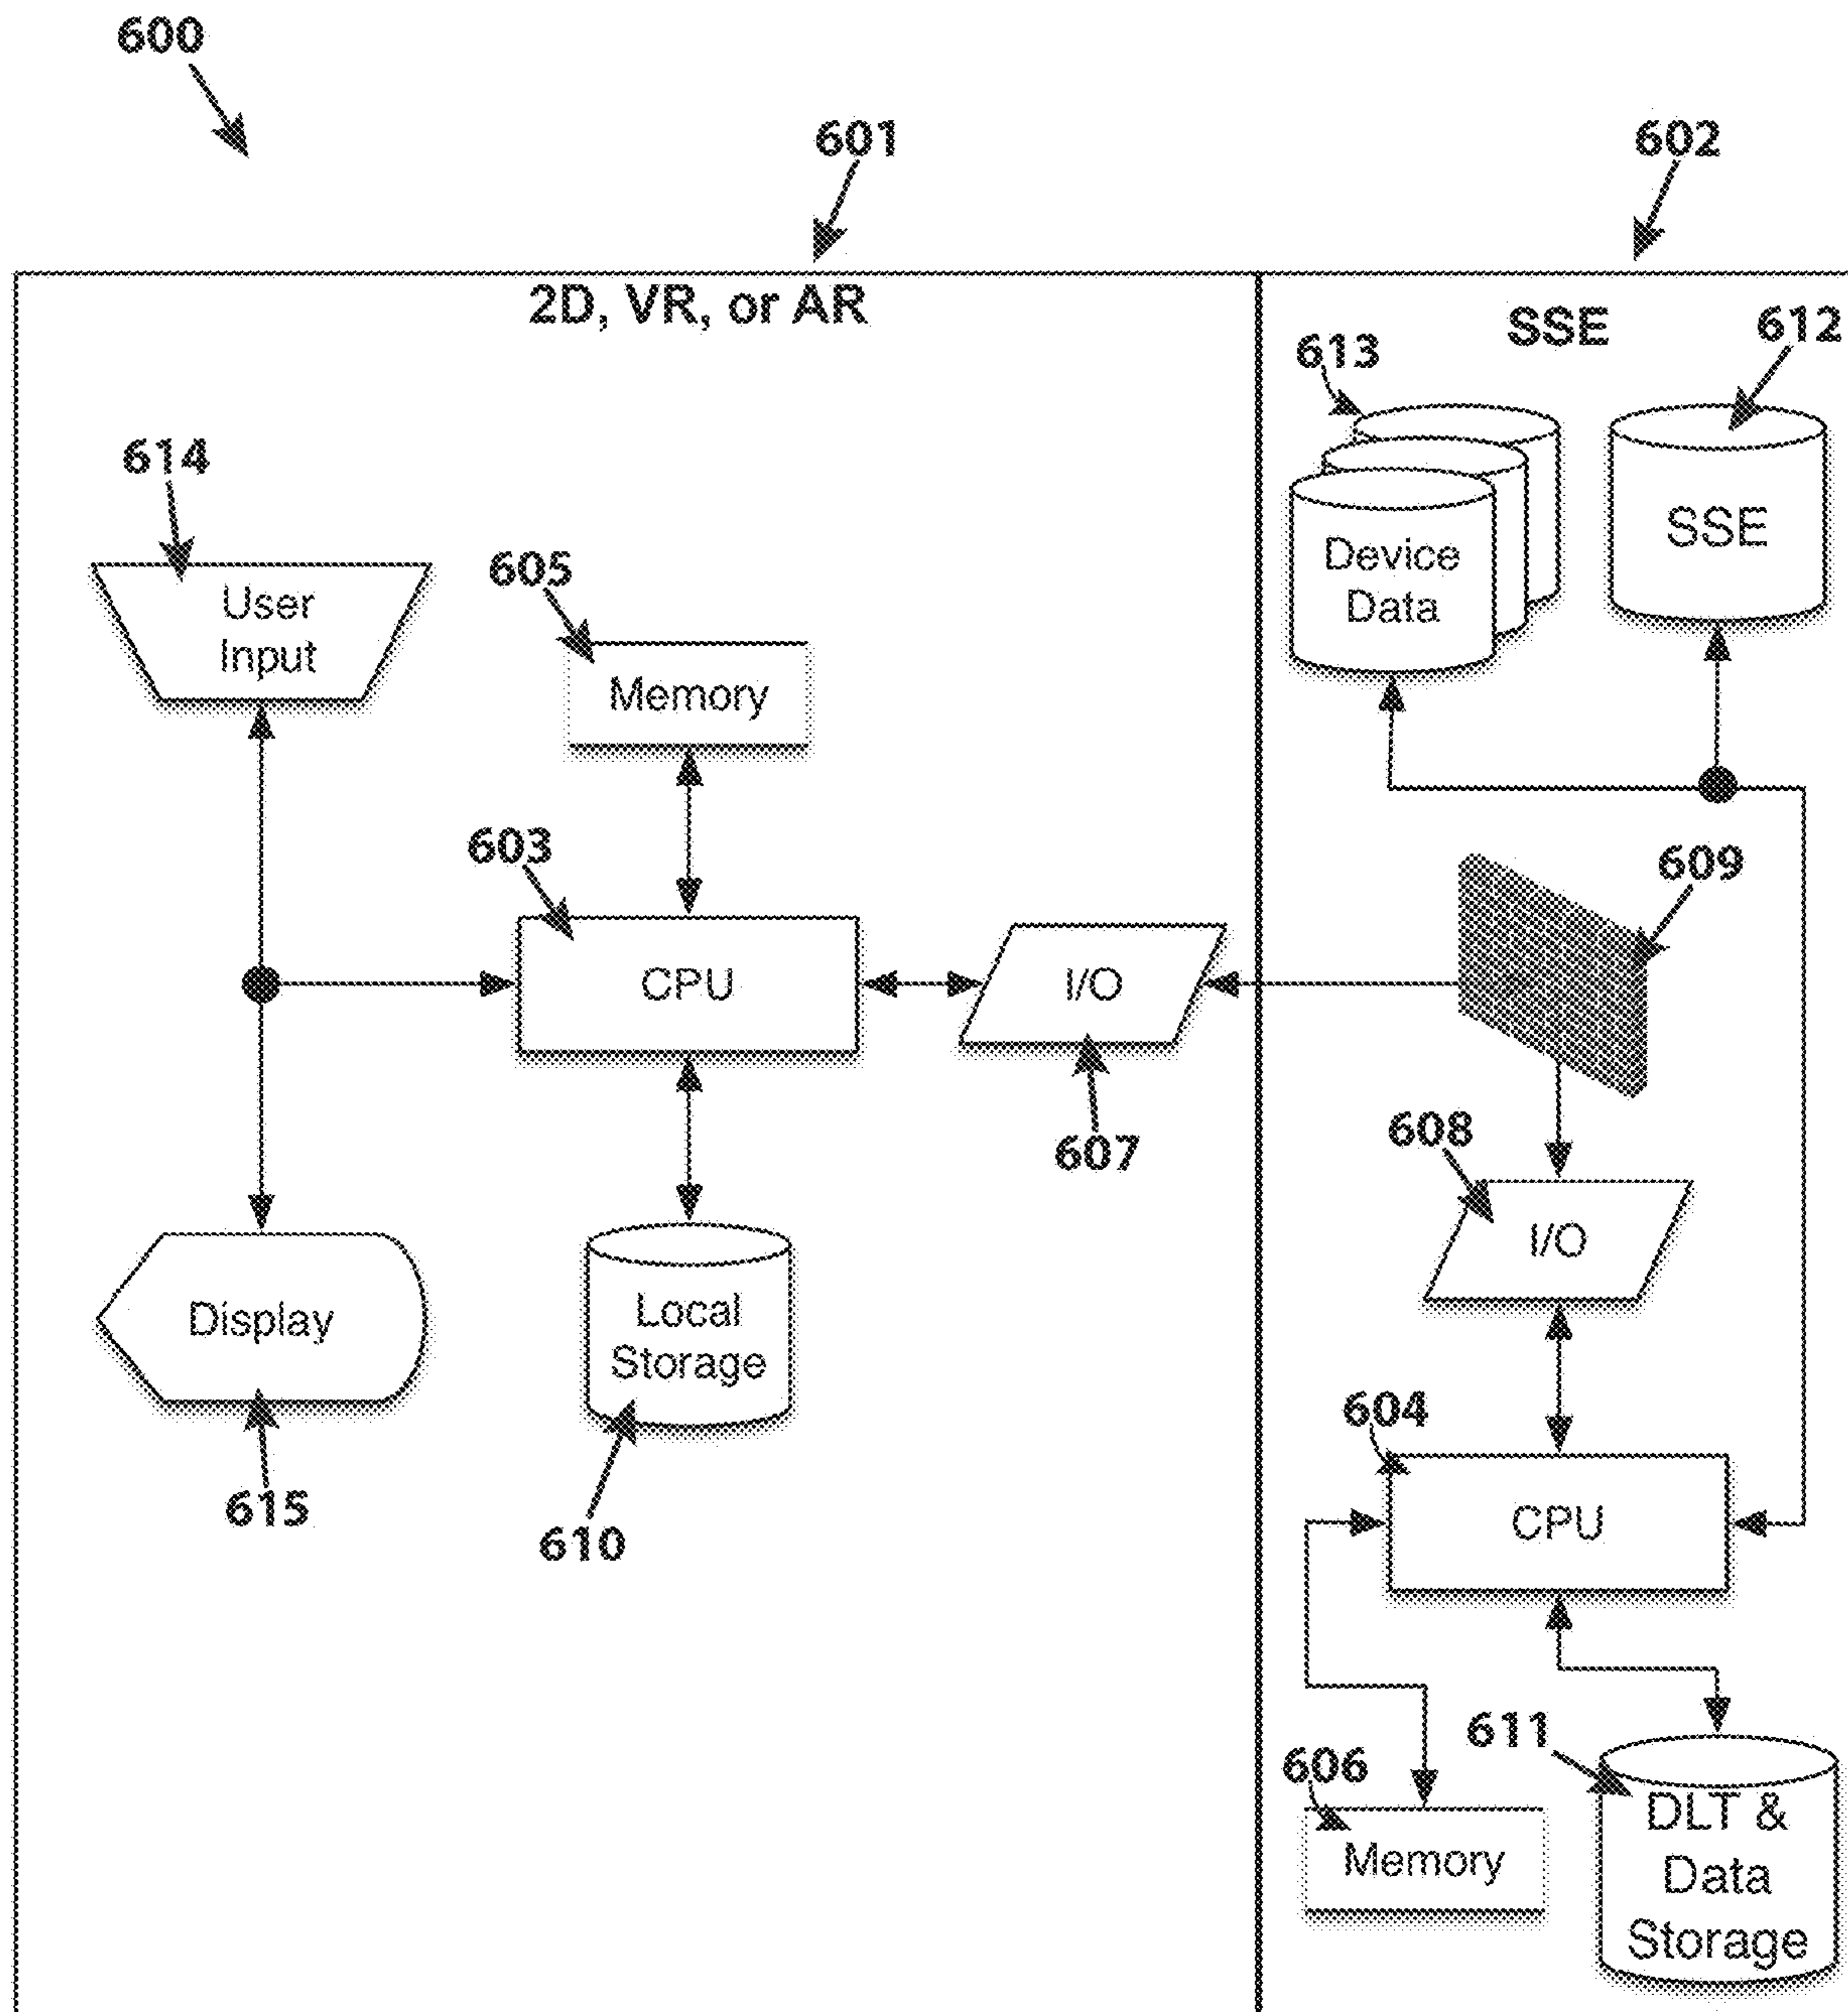 600
601
602
2D, VR, or AR
SSE
612
613
614
User
Input
605
Memory
Device
Data
SSE
603
CPU
I/O
609
607
608
I/O
Display
Local
Storage
615
610
604
CPU
611
606
Memory
DLT &
Data
Storage